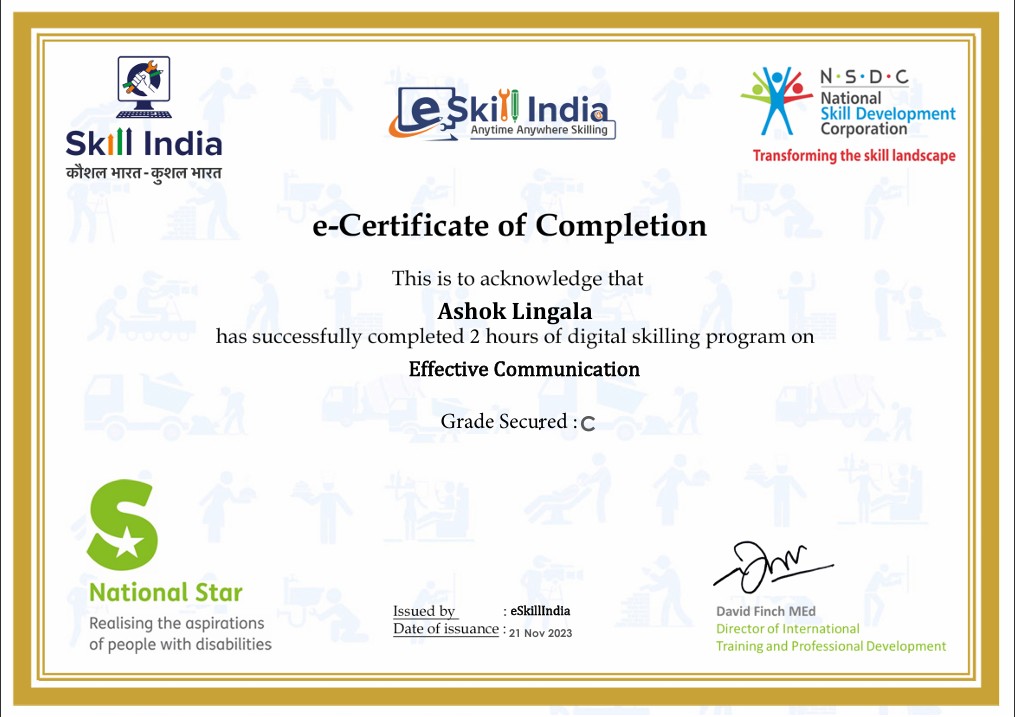 Skill India
कौशल भारत - कुशल भारत
eSkill India
Anytime Anywhere Skilling
N·S·D·C
National
Skill Development
Corporation
Transforming the skill landscape
e-Certificate of Completion
This is to acknowledge that
Ashok Lingala
has successfully completed 2 hours of digital skilling program on
Effective Communication
Grade Secured : C
National Star
Realising the aspirations
of people with disabilities
Issued by : eSkillIndia
Date of issuance : 21 Nov 2023
David Finch MEd
Director of International
Training and Professional Development